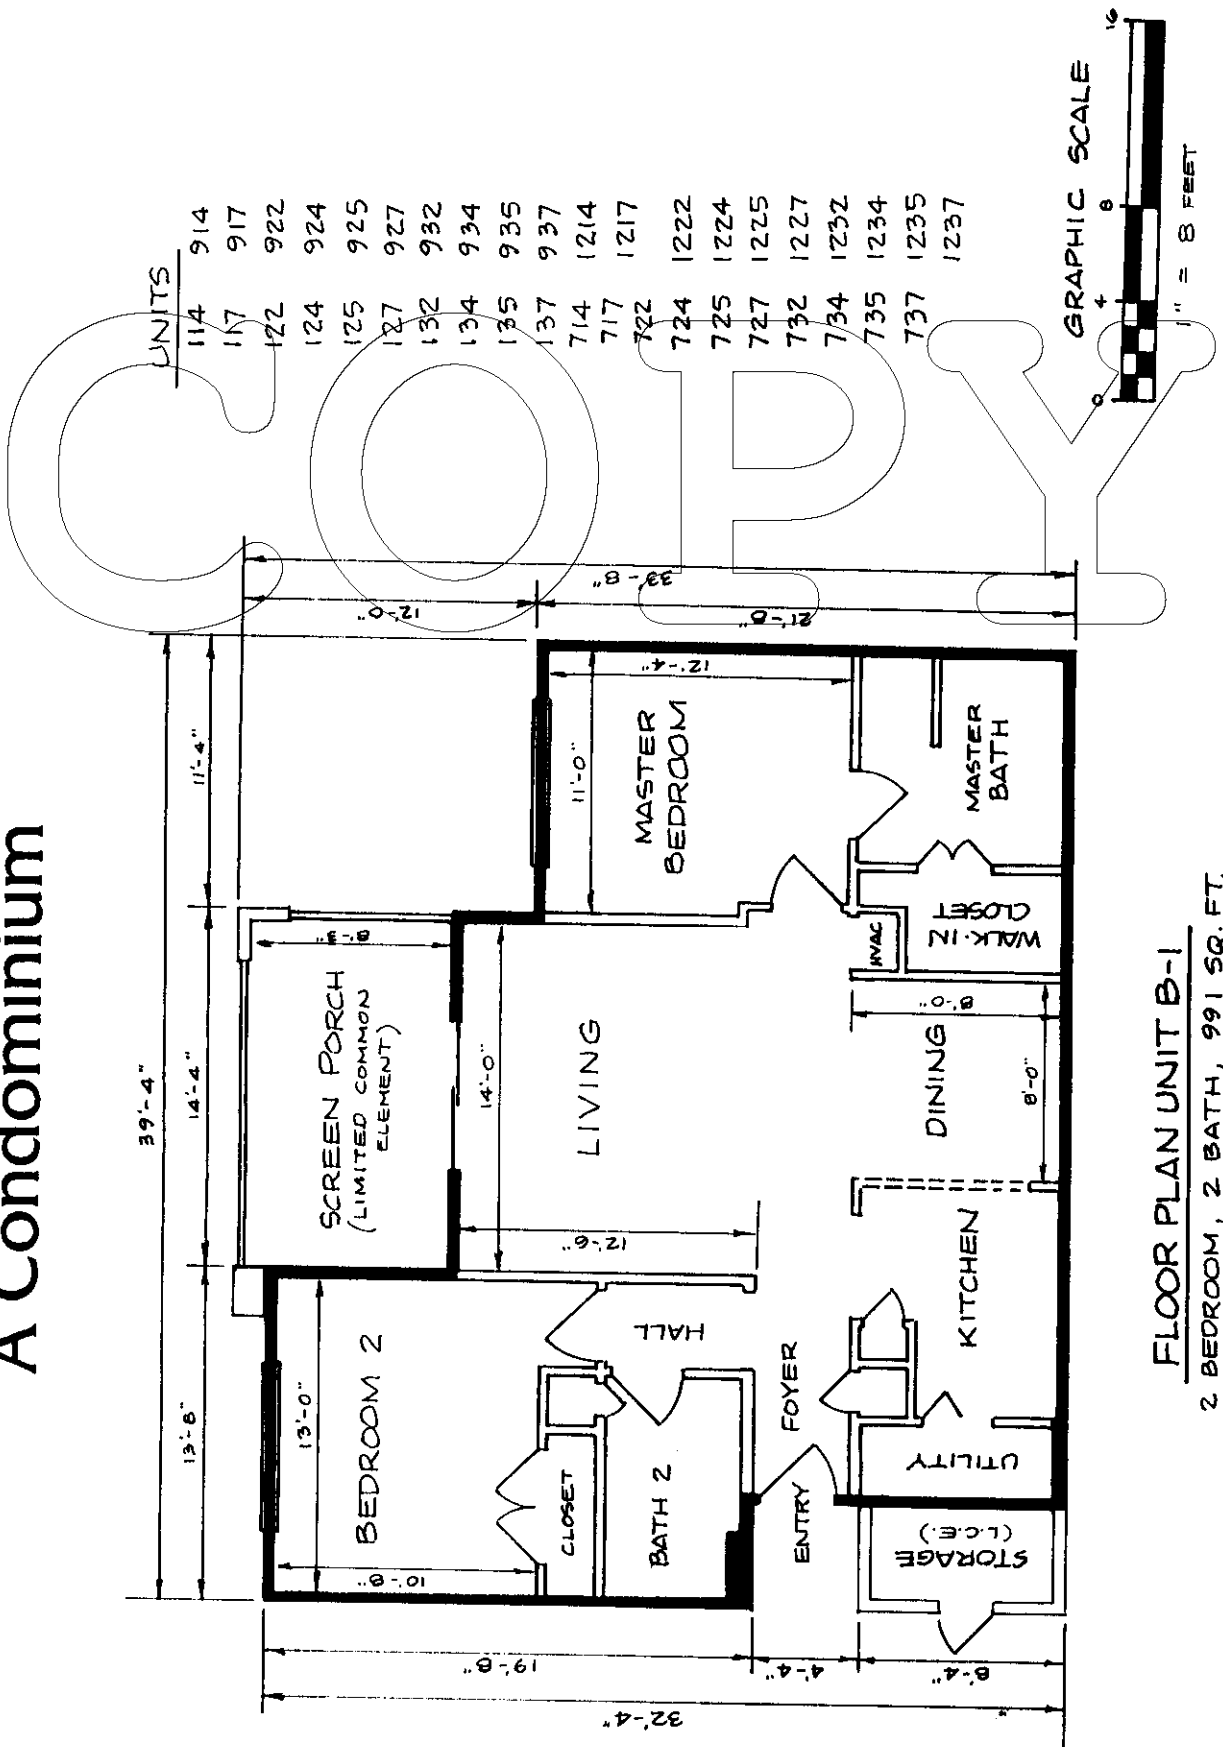 A Condominium
39'-4"
13'-8"
14'-4"
11'-4"
SCREEN PORCH
(LIMITED COMMON
ELEMENT)
8'-3"
12'-0"
33'-8"
21'-8"
13'-0"
BEDROOM 2
10'-8"
14'-0"
LIVING
12'-6"
11'-0"
MASTER
BEDROOM
12'-4"
CLOSET
BATH 2
HALL
ENTRY
FOYER
HVAC
WALK-IN
CLOSET
MASTER
BATH
STORAGE
(L.C.E.)
UTILITY
KITCHEN
DINING
8'-0"
8'-0"
19'-8"
4'-4"
8'-4"
32'-4"
FLOOR PLAN UNIT B-1
2 BEDROOM, 2 BATH, 991 SQ. FT.
UNITS
114 914
117 917
122 922
124 924
125 925
127 927
132 932
134 934
135 935
137 937
714 1214
717 1217
722 1222
724 1224
725 1225
727 1227
732 1232
734 1234
735 1235
737 1237
GRAPHIC SCALE
0 4 8 16
1" = 8 FEET
COPY